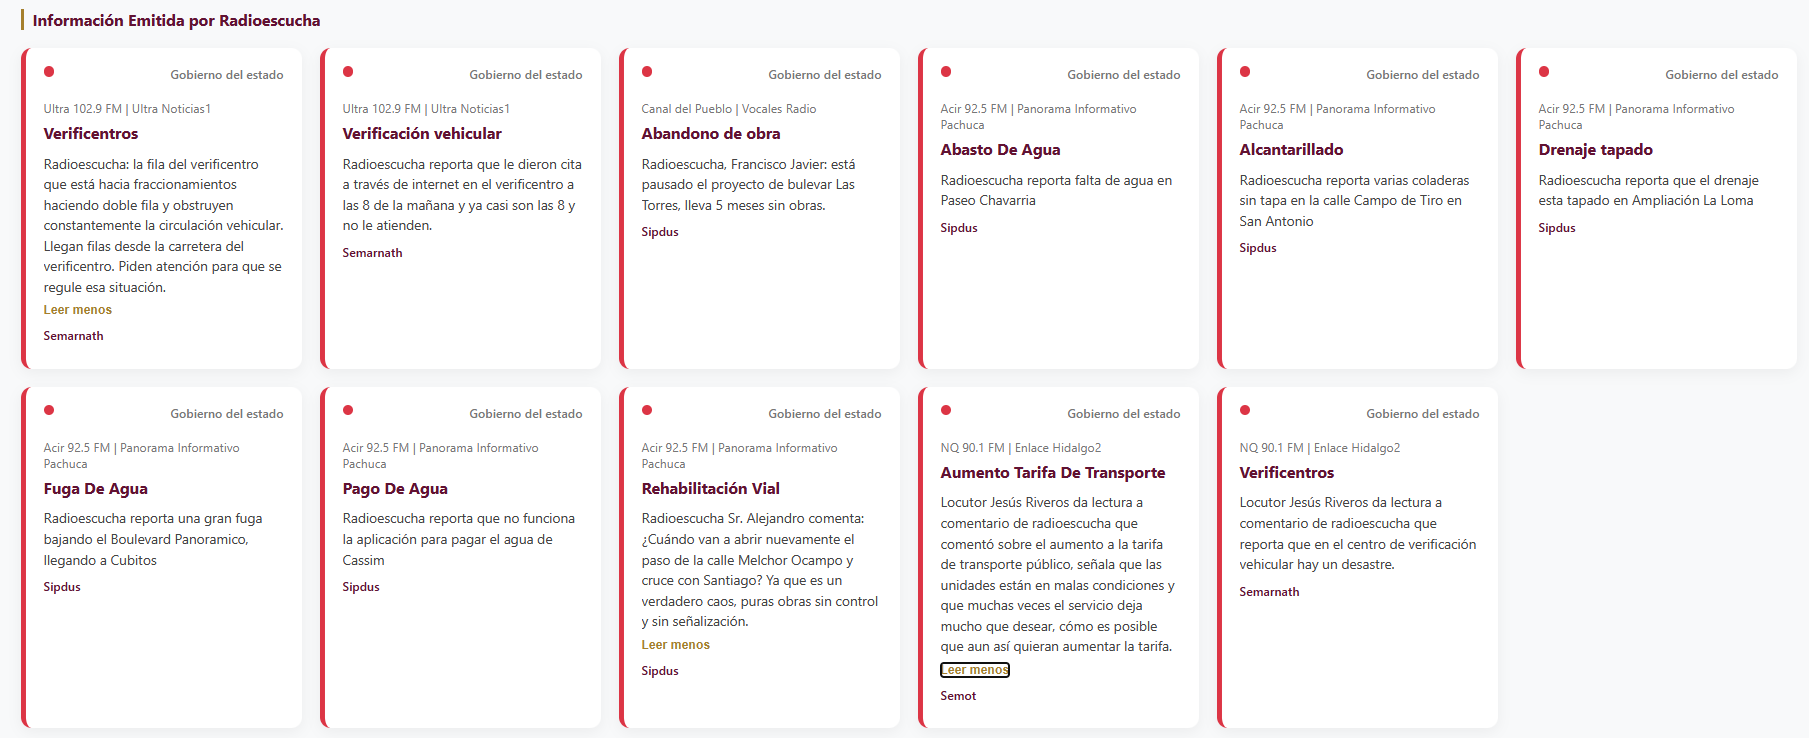 Información Emitida por Radioescucha
Gobierno del estado
Ultra 102.9 FM | Ultra Noticias1
Verificentros
Radioescucha: la fila del verificentro
que está hacia fraccionamientos
haciendo doble fila y obstruyen
constantemente la circulación vehicular.
Llegan filas desde la carretera del
verificentro. Piden atención para que se
regule esa situación.
Leer menos
Semarnath
Gobierno del estado
Ultra 102.9 FM | Ultra Noticias1
Verificación vehicular
Radioescucha reporta que le dieron cita
a través de internet en el verificentro a
las 8 de la mañana y ya casi son las 8 y
no le atienden.
Semarnath
Gobierno del estado
Canal del Pueblo | Vocales Radio
Abandono de obra
Radioescucha, Francisco Javier: está
pausado el proyecto de bulevar Las
Torres, lleva 5 meses sin obras.
Sipdus
Gobierno del estado
Acir 92.5 FM | Panorama Informativo
Pachuca
Abasto De Agua
Radioescucha reporta falta de agua en
Paseo Chavarria
Sipdus
Gobierno del estado
Acir 92.5 FM | Panorama Informativo
Pachuca
Alcantarillado
Radioescucha reporta varias coladeras
sin tapa en la calle Campo de Tiro en
San Antonio
Sipdus
Gobierno del estado
Acir 92.5 FM | Panorama Informativo
Pachuca
Drenaje tapado
Radioescucha reporta que el drenaje
esta tapado en Ampliación La Loma
Sipdus
Gobierno del estado
Acir 92.5 FM | Panorama Informativo
Pachuca
Fuga De Agua
Radioescucha reporta una gran fuga
bajando el Boulevard Panoramico,
llegando a Cubitos
Sipdus
Gobierno del estado
Acir 92.5 FM | Panorama Informativo
Pachuca
Pago De Agua
Radioescucha reporta que no funciona
la aplicación para pagar el agua de
Cassim
Sipdus
Gobierno del estado
Acir 92.5 FM | Panorama Informativo
Pachuca
Rehabilitación Vial
Radioescucha Sr. Alejandro comenta:
¿Cuándo van a abrir nuevamente el
paso de la calle Melchor Ocampo y
cruce con Santiago? Ya que es un
verdadero caos, puras obras sin control
y sin señalización.
Leer menos
Sipdus
Gobierno del estado
NQ 90.1 FM | Enlace Hidalgo2
Aumento Tarifa De Transporte
Locutor Jesús Riveros da lectura a
comentario de radioescucha que
comentó sobre el aumento a la tarifa
de transporte público, señala que las
unidades están en malas condiciones y
que muchas veces el servicio deja
mucho que desear, cómo es posible
que aun así quieran aumentar la tarifa.
Leer menos
Semot
Gobierno del estado
NQ 90.1 FM | Enlace Hidalgo2
Verificentros
Locutor Jesús Riveros da lectura a
comentario de radioescucha que
reporta que en el centro de verificación
vehicular hay un desastre.
Semarnath